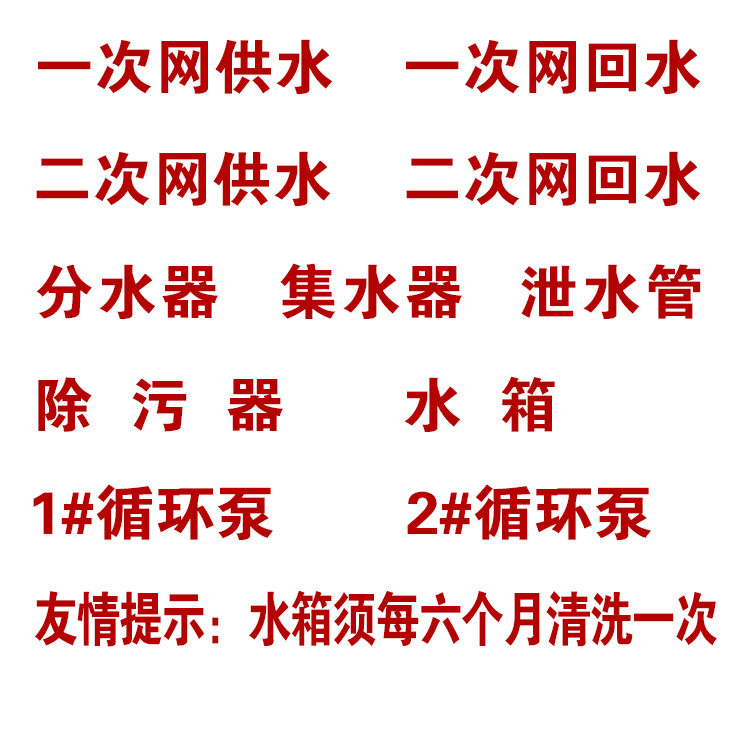 一次网供水 一次网回水
二次网供水 二次网回水
分水器 集水器 泄水管
除污器 水箱
1#循环泵 2#循环泵
友情提示：水箱须每六个月清洗一次